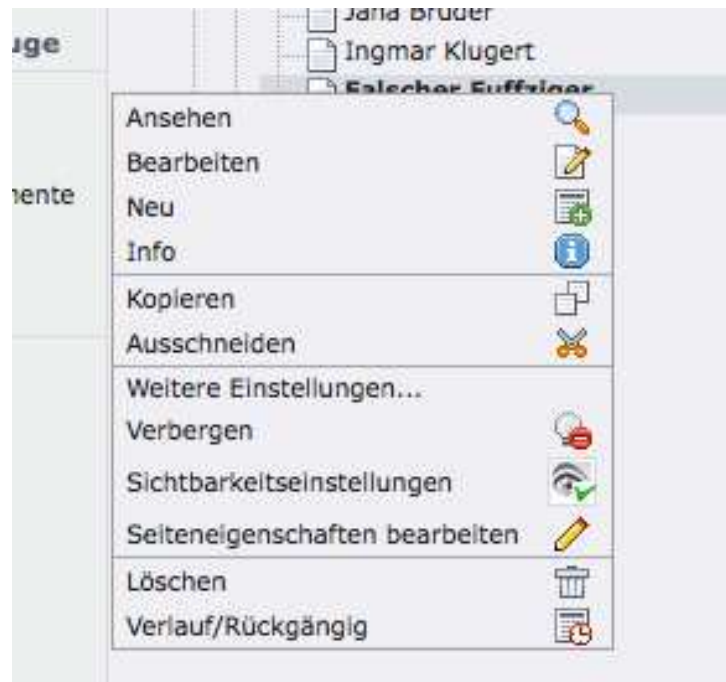 Jana Bruder
uge
Ingmar Klugert
Falscher Fuffziger
Ansehen
Bearbeiten
Neu
nente
Info
Kopieren
Ausschneiden
Weitere Einstellungen...
Verbergen
Sichtbarkeitseinstellungen
Seiteneigenschaften bearbeiten
Löschen
Verlauf/Rückgängig